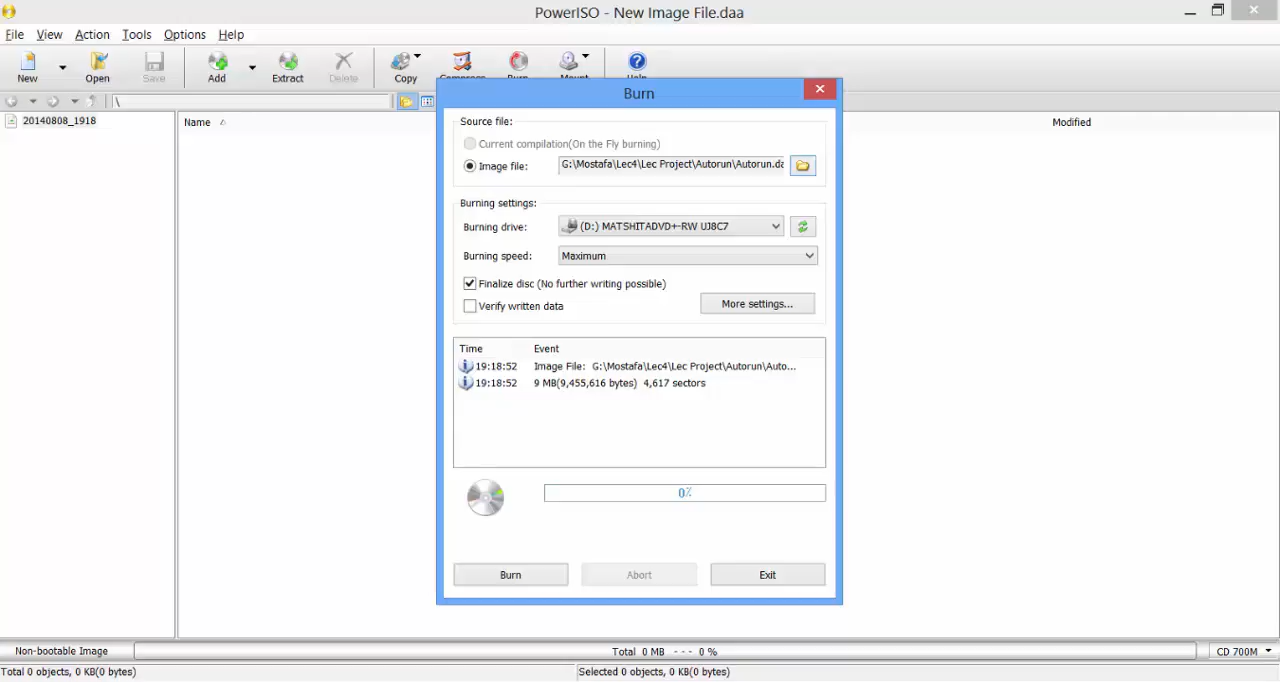 PowerISO - New Image File.daa
File View Action Tools Options Help
New Open Save Add Extract Delete Copy Compress Burn Mount Help
\
20140808_1918
Name Modified
Burn
Source file:
Current compilation(On the Fly burning)
Image file: G:\Mostafa\Lec4\Lec Project\Autorun\Autorun.da
Burning settings:
Burning drive: (D:) MATSHITADVD+-RW UJ8C7
Burning speed: Maximum
Finalize disc (No further writing possible)
Verify written data More settings...
Time Event
19:18:52 Image File: G:\Mostafa\Lec4\Lec Project\Autorun\Auto...
19:18:52 9 MB(9,455,616 bytes) 4,617 sectors
0%
Burn Abort Exit
Non-bootable Image Total 0 MB - - - 0 % CD 700M
Total 0 objects, 0 KB(0 bytes) Selected 0 objects, 0 KB(0 bytes)